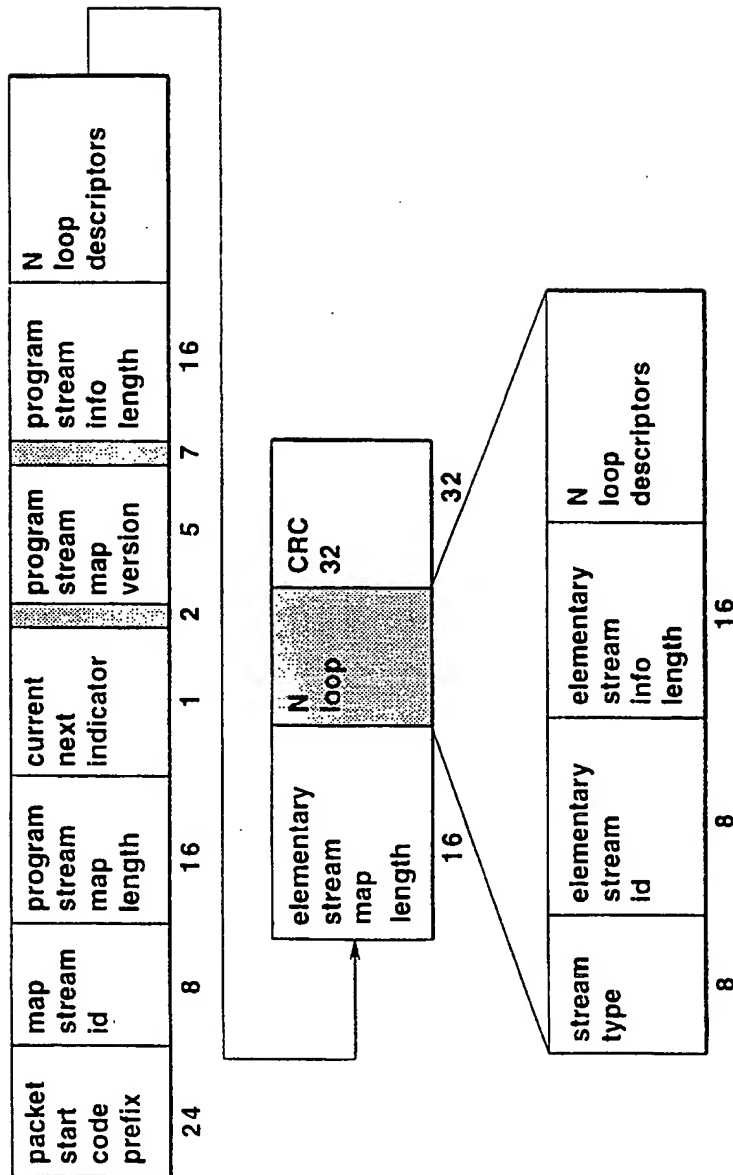 packet
start
code
prefix
map
stream
id
program
stream
map
length
current
next
indicator
program
stream
map
version
program
stream
info
length
N
loop
descriptors
24
8
16
1
2
5
7
16
elementary
stream
map
length
N
loop
CRC
32
16
32
stream
type
elementary
stream
id
elementary
stream
info
length
N
loop
descriptors
8
8
16